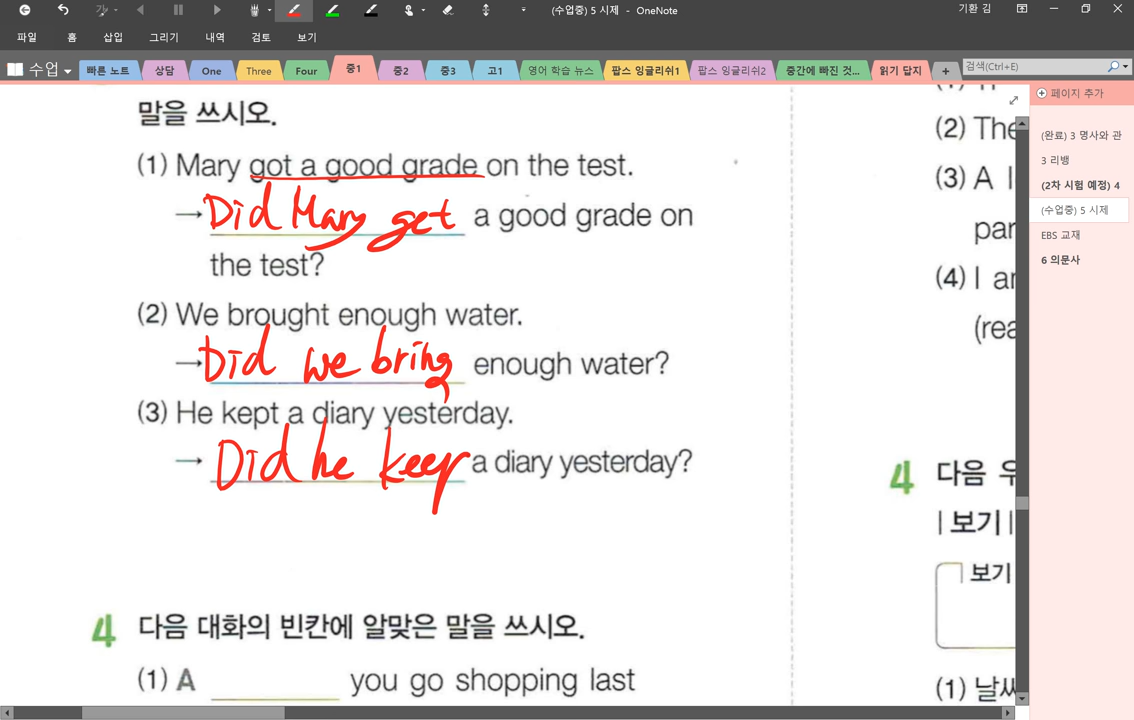 (수업중) 5 시제 - OneNote
기환 김
파일 홈 삽입 그리기 내역 검토 보기
수업 빠른 노트 상담 One Three Four 중1 중2 중3 고1 영어 학습 뉴스 팝스 잉글리쉬1 팝스 잉글리쉬2 중간에 빠진 것... 읽기 답지 + 검색(Ctrl+E)
페이지 추가
(완료) 3 명사와 관
3 리뱅
(2차 시험 예정) 4
(수업중) 5 시제
EBS 교재
6 의문사
말을 쓰시오.
(1) Mary got a good grade on the test.
→ Did Mary get a good grade on
the test?
(2) We brought enough water.
→ Did we bring enough water?
(3) He kept a diary yesterday.
→ Did he keep a diary yesterday?
4 다음 대화의 빈칸에 알맞은 말을 쓰시오.
(1) A you go shopping last
(2) The
(3) A l
par
(4) I ar
(rea
4 다음 우
| 보기 |
보기
(1) 날씨